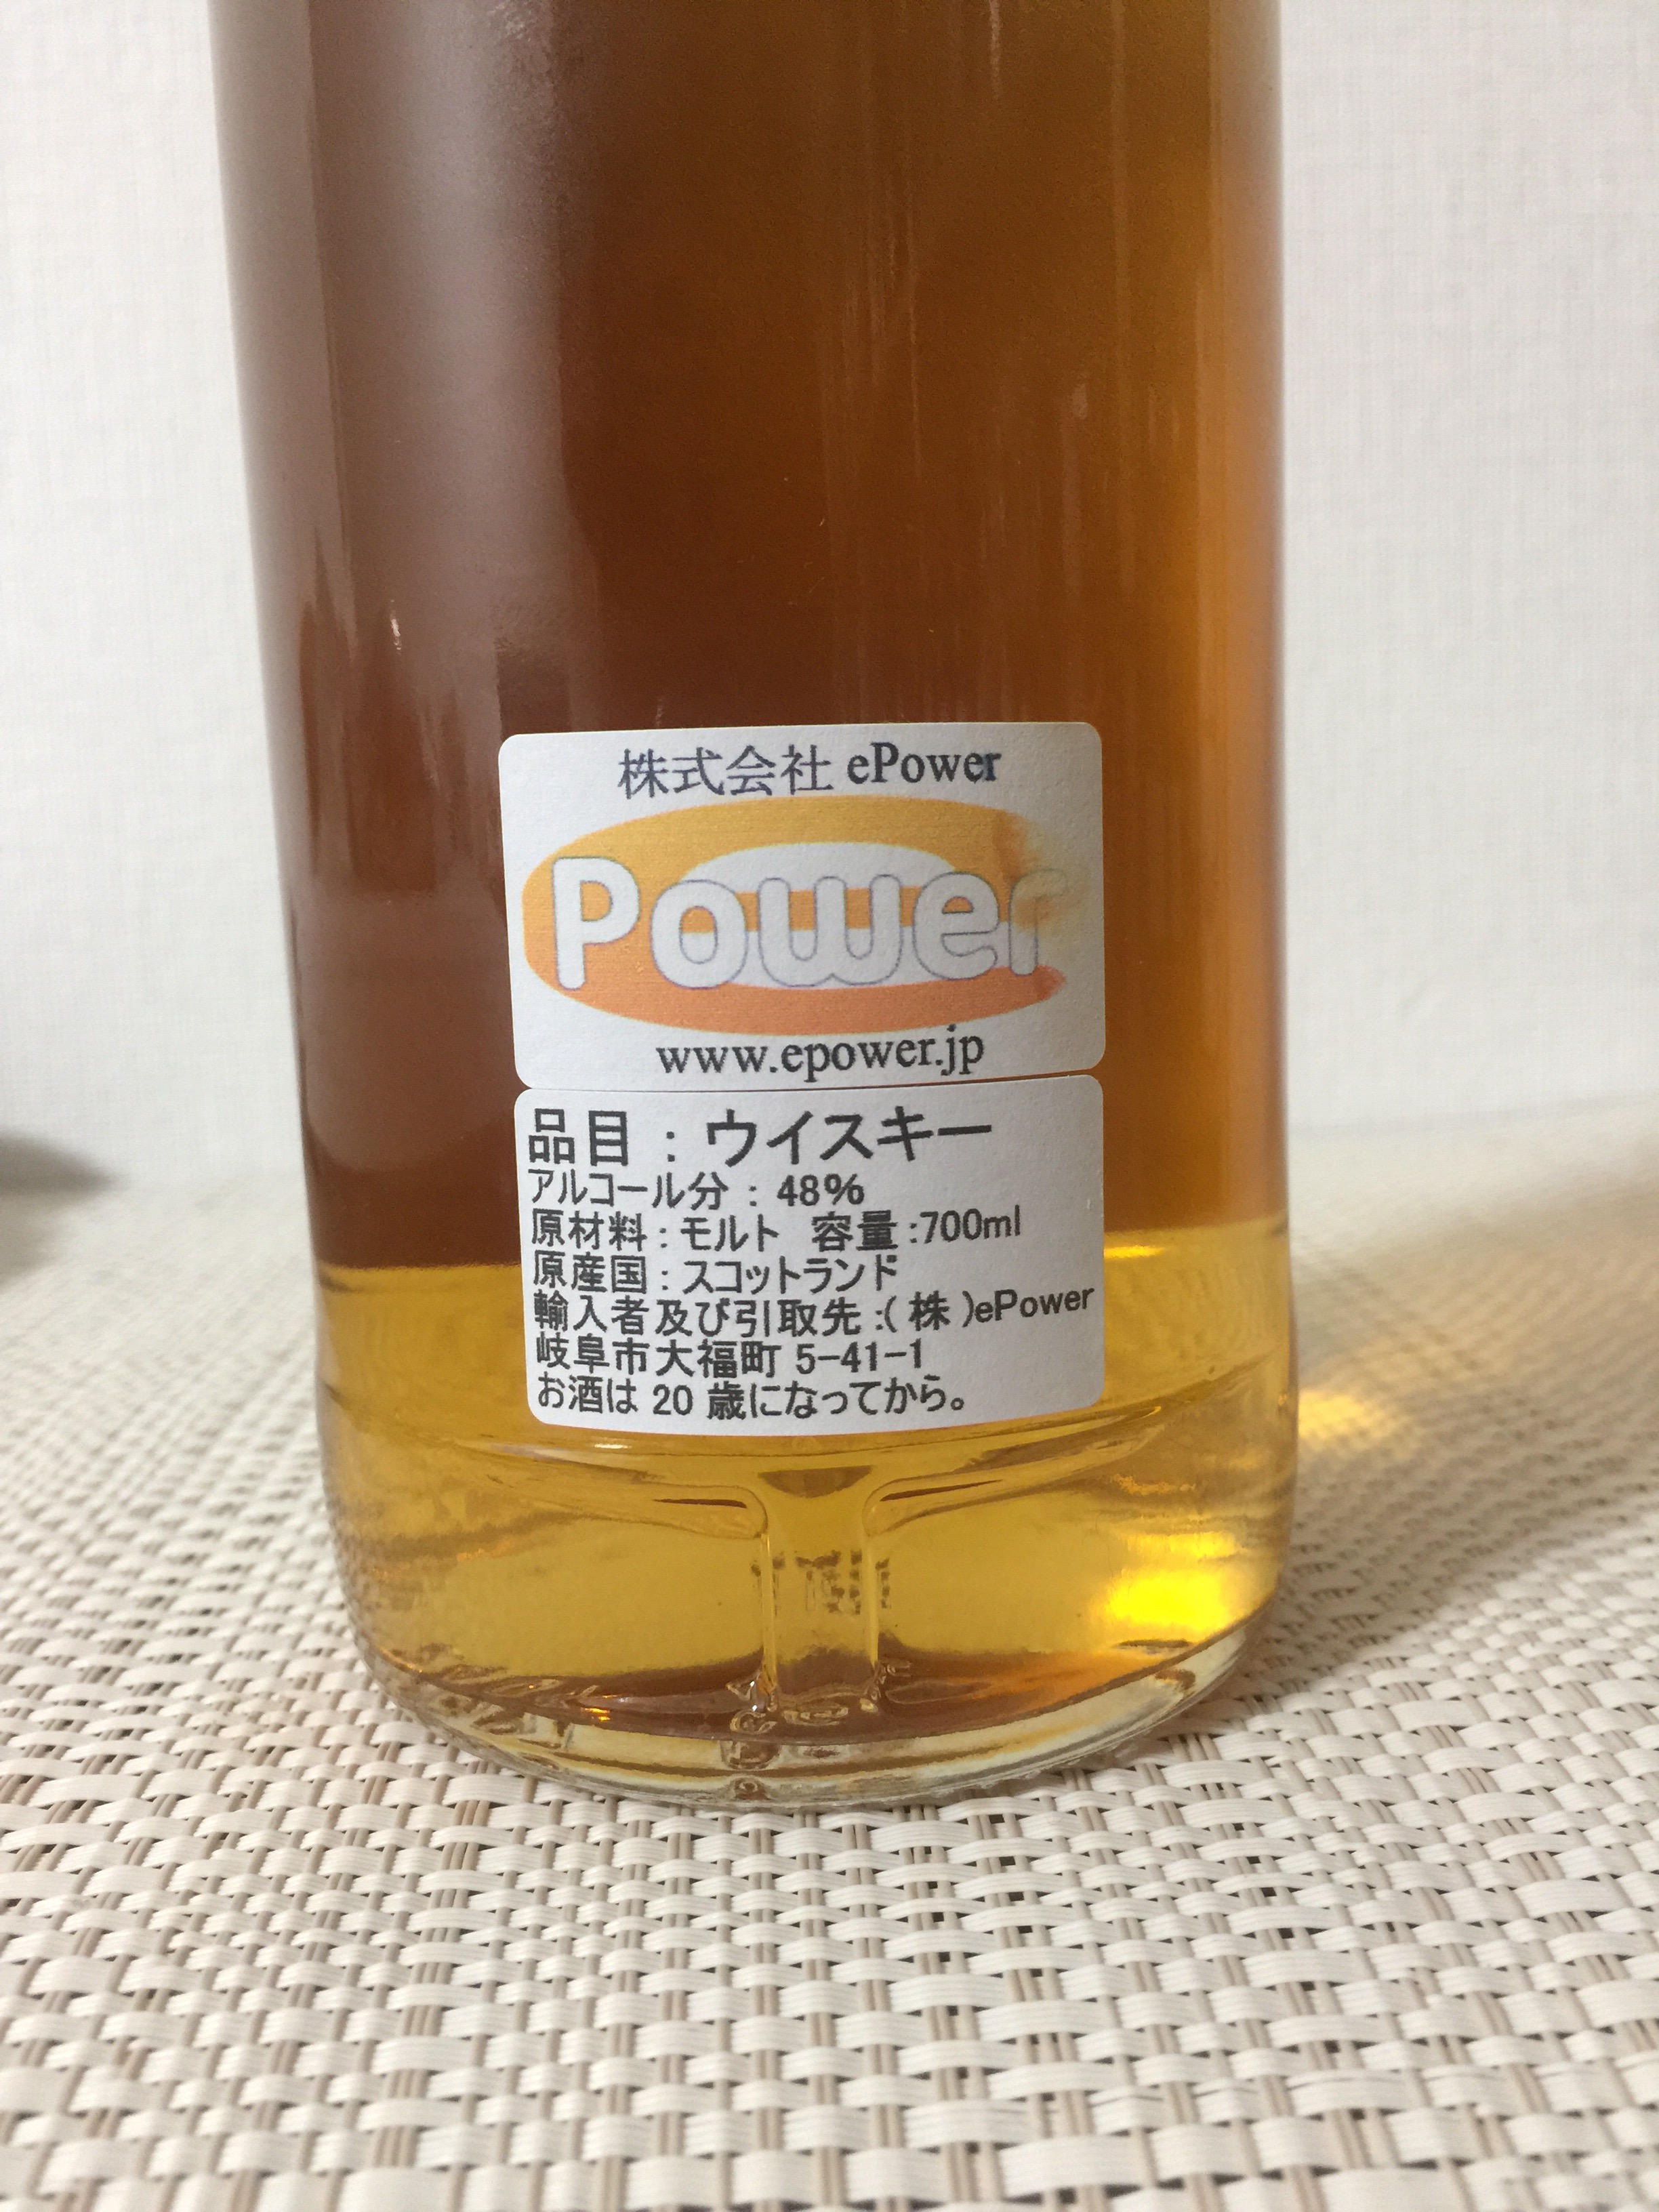 株式会社 ePower
Power
www.epower.jp
品目 : ウイスキー
アルコール分 : 48%
原材料 : モルト 容量 :700ml
原産国 : スコットランド
輸入者及び引取先 :( 株 )ePower
岐阜市大福町 5-41-1
お酒は 20 歳になってから。